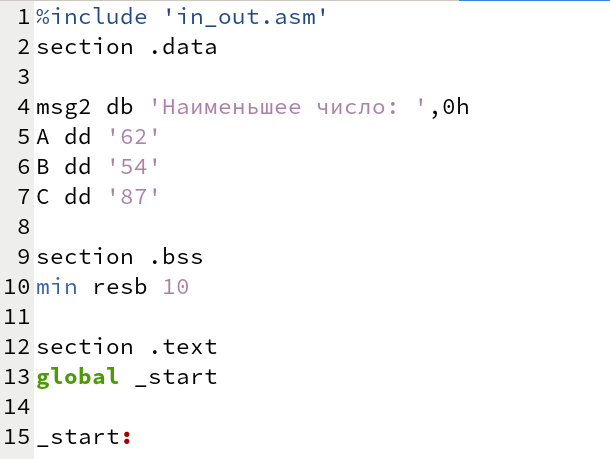 1 %include 'in_out.asm'
2 section .data
3
4 msg2 db 'Наименьшее число: ',0h
5 A dd '62'
6 B dd '54'
7 C dd '87'
8
9 section .bss
10 min resb 10
11
12 section .text
13 global _start
14
15 _start: